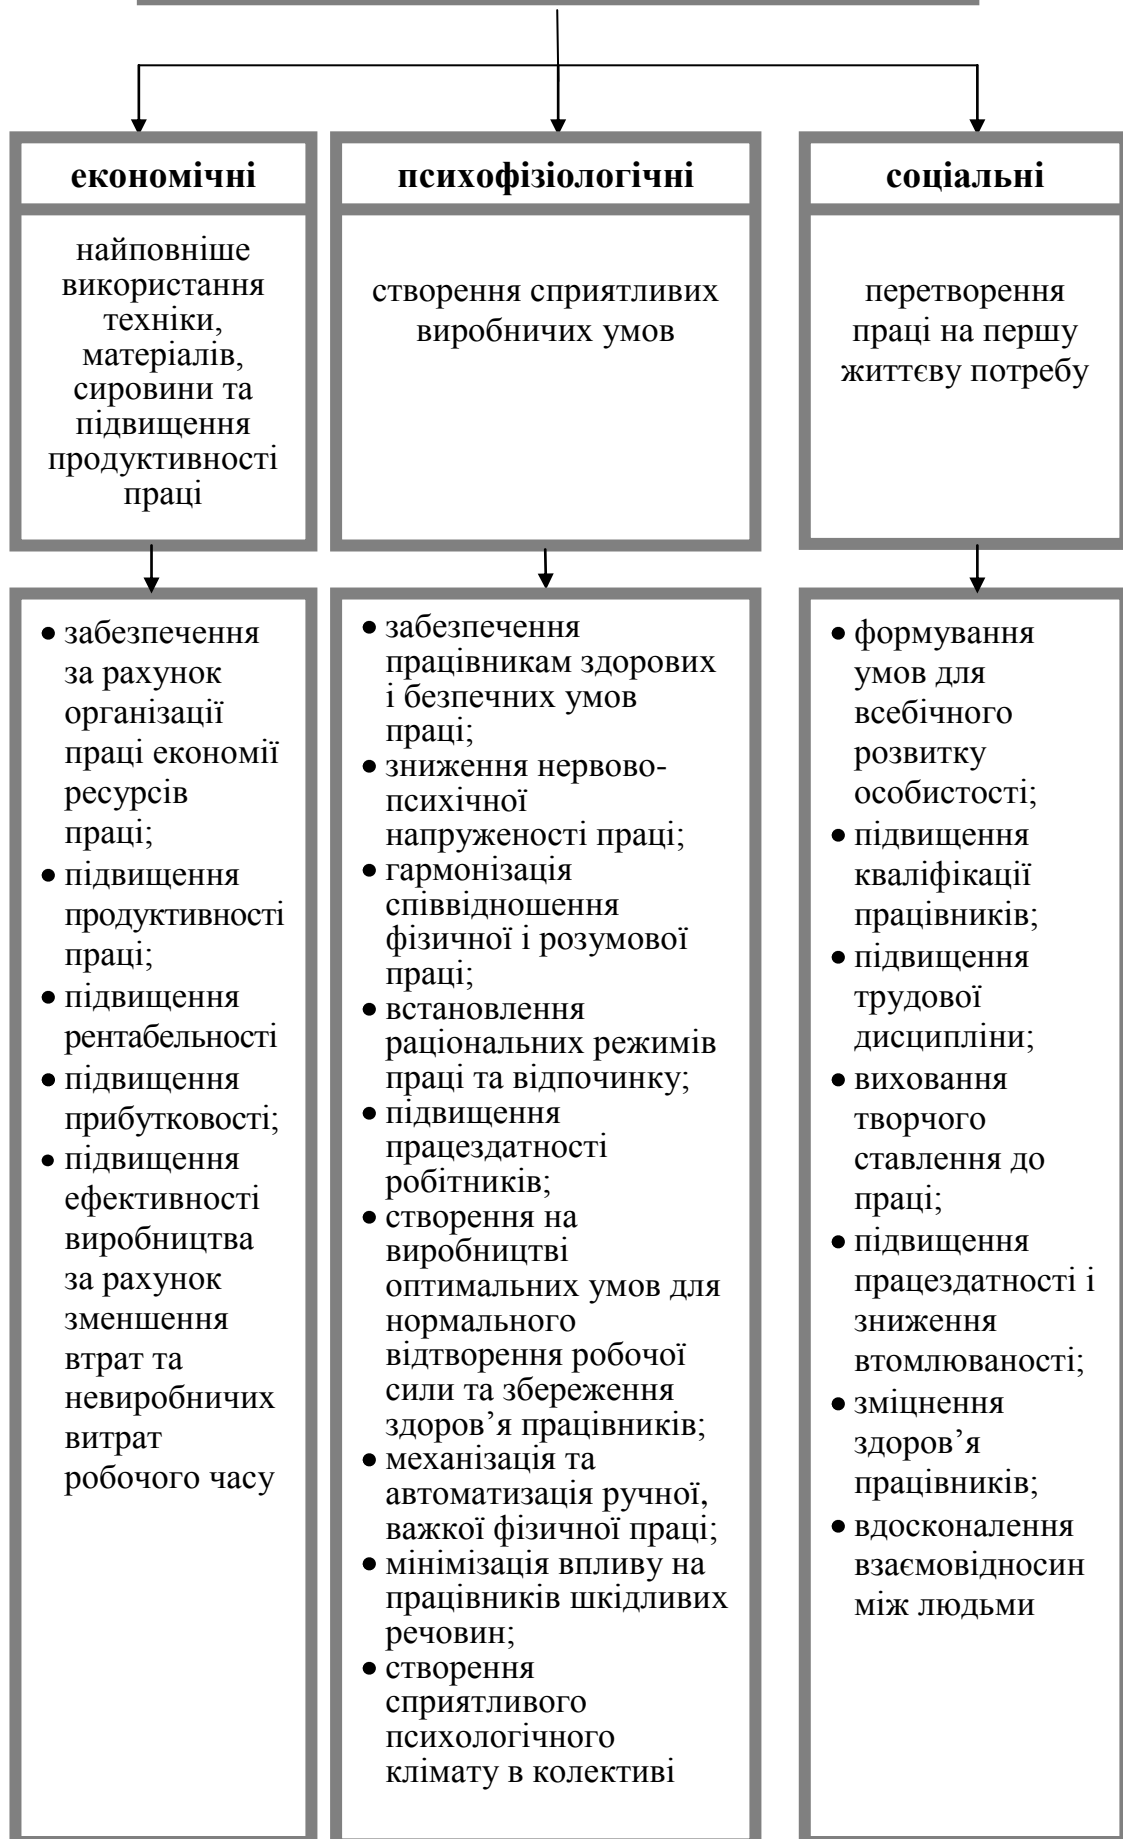 економічні
найповніше
використання
техніки,
матеріалів,
сировини та
підвищення
продуктивності
праці
• забезпечення
за рахунок
організації
праці економії
ресурсів
праці;
• підвищення
продуктивності
праці;
• підвищення
рентабельності
• підвищення
прибутковості;
• підвищення
ефективності
виробництва
за рахунок
зменшення
втрат та
невиробничих
витрат
робочого часу
психофізіологічні
створення сприятливих
виробничих умов
• забезпечення
працівникам здорових
і безпечних умов
праці;
• зниження нервово-
психічної
напруженості праці;
• гармонізація
співвідношення
фізичної і розумової
праці;
• встановлення
раціональних режимів
праці та відпочинку;
• підвищення
працездатності
робітників;
• створення на
виробництві
оптимальних умов для
нормального
відтворення робочої
сили та збереження
здоров’я працівників;
• механізація та
автоматизація ручної,
важкої фізичної праці;
• мінімізація впливу на
працівників шкідливих
речовин;
• створення
сприятливого
психологічного
клімату в колективі
соціальні
перетворення
праці на першу
життєву потребу
• формування
умов для
всебічного
розвитку
особистості;
• підвищення
кваліфікації
працівників;
• підвищення
трудової
дисципліни;
• виховання
творчого
ставлення до
праці;
• підвищення
працездатності і
зниження
втомлюваності;
• зміцнення
здоров’я
працівників;
• вдосконалення
взаємовідносин
між людьми